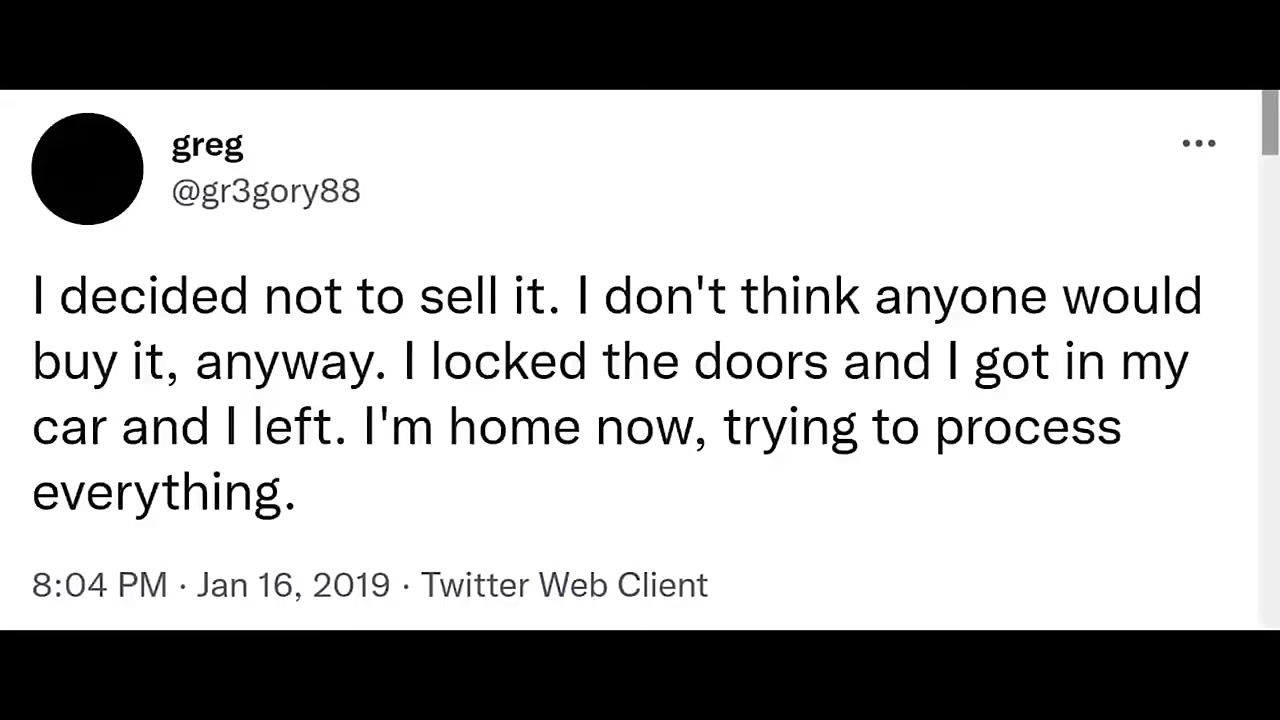 greg
@gr3gory88
I decided not to sell it. I don't think anyone would
buy it, anyway. I locked the doors and I got in my
car and I left. I'm home now, trying to process
everything.
8:04 PM · Jan 16, 2019 · Twitter Web Client